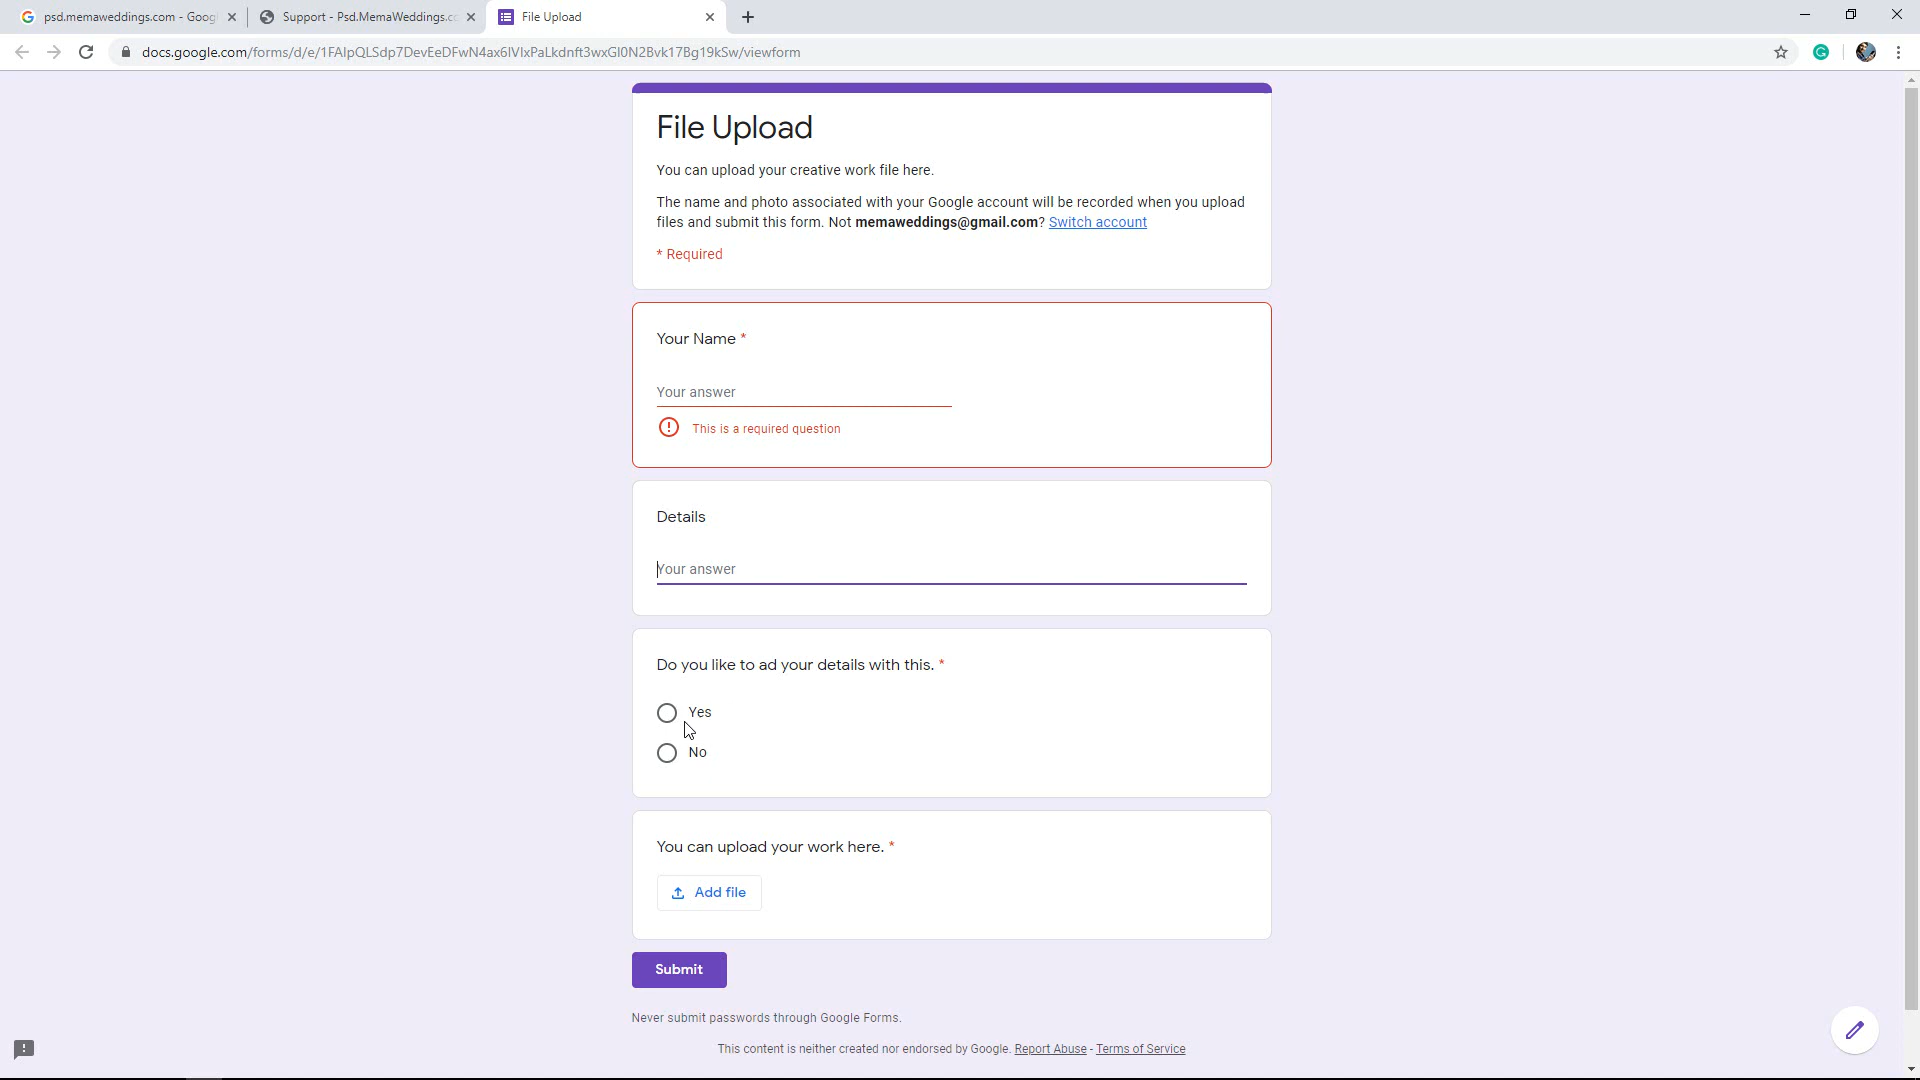 psd.memaweddings.com - Goog
Support - Psd.MemaWeddings.co
File Upload
docs.google.com/forms/d/e/1FAIpQLSdp7DevEeDFwN4ax6IVIxPaLkdnft3wxGI0N2Bvk17Bg19kSw/viewform
File Upload
You can upload your creative work file here.
The name and photo associated with your Google account will be recorded when you upload
files and submit this form. Not memaweddings@gmail.com? Switch account
* Required
Your Name *
Your answer
This is a required question
Details
Your answer
Do you like to ad your details with this. *
Yes
No
You can upload your work here. *
Add file
Submit
Never submit passwords through Google Forms.
This content is neither created nor endorsed by Google. Report Abuse - Terms of Service